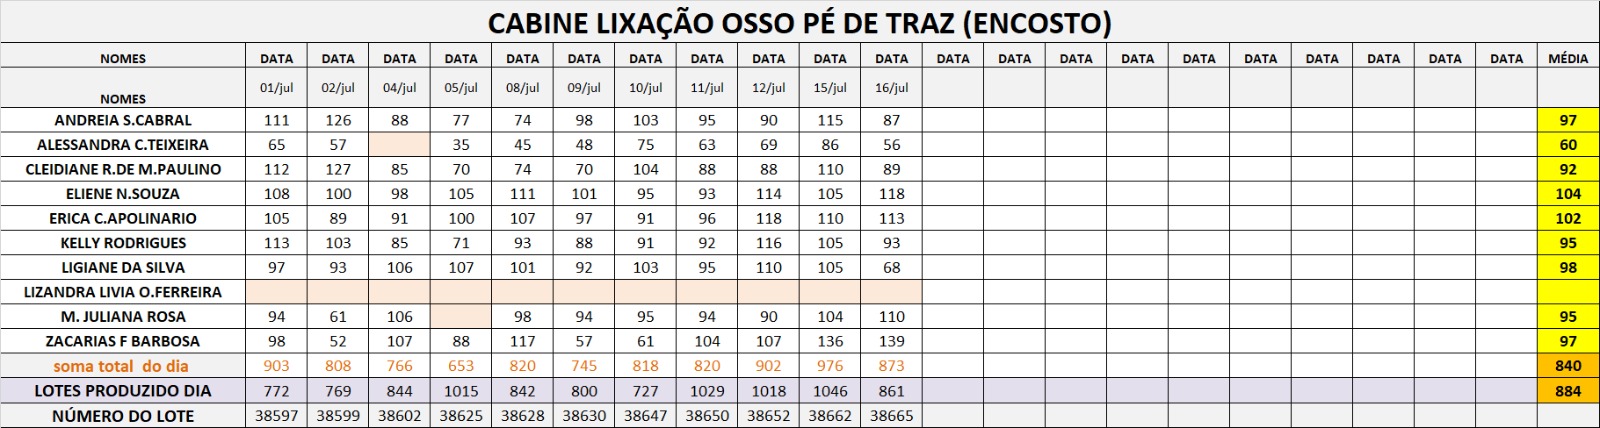 CABINE LIXAÇÃO OSSO PÉ DE TRAZ (ENCOSTO)
NOMES DATA DATA DATA DATA DATA DATA DATA DATA DATA DATA DATA DATA DATA DATA DATA DATA DATA DATA DATA DATA DATA MÉDIA
NOMES 01/jul 02/jul 04/jul 05/jul 08/jul 09/jul 10/jul 11/jul 12/jul 15/jul 16/jul
ANDREIA S.CABRAL 111 126 88 77 74 98 103 95 90 115 87 97
ALESSANDRA C.TEIXEIRA 65 57 35 45 48 75 63 69 86 56 60
CLEIDIANE R.DE M.PAULINO 112 127 85 70 74 70 104 88 88 110 89 92
ELIENE N.SOUZA 108 100 98 105 111 101 95 93 114 105 118 104
ERICA C.APOLINARIO 105 89 91 100 107 97 91 96 118 110 113 102
KELLY RODRIGUES 113 103 85 71 93 88 91 92 116 105 93 95
LIGIANE DA SILVA 97 93 106 107 101 92 103 95 110 105 68 98
LIZANDRA LIVIA O.FERREIRA
M. JULIANA ROSA 94 61 106 98 94 95 94 90 104 110 95
ZACARIAS F BARBOSA 98 52 107 88 117 57 61 104 107 136 139 97
soma total do dia 903 808 766 653 820 745 818 820 902 976 873 840
LOTES PRODUZIDO DIA 772 769 844 1015 842 800 727 1029 1018 1046 861 884
NÚMERO DO LOTE 38597 38599 38602 38625 38628 38630 38647 38650 38652 38662 38665